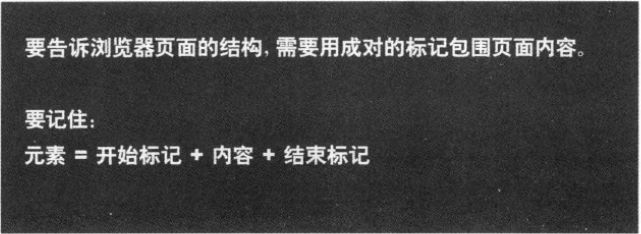 要告诉浏览器页面的结构，需要用成对的标记包围页面内容。
要记住：
元素 = 开始标记 + 内容 + 结束标记